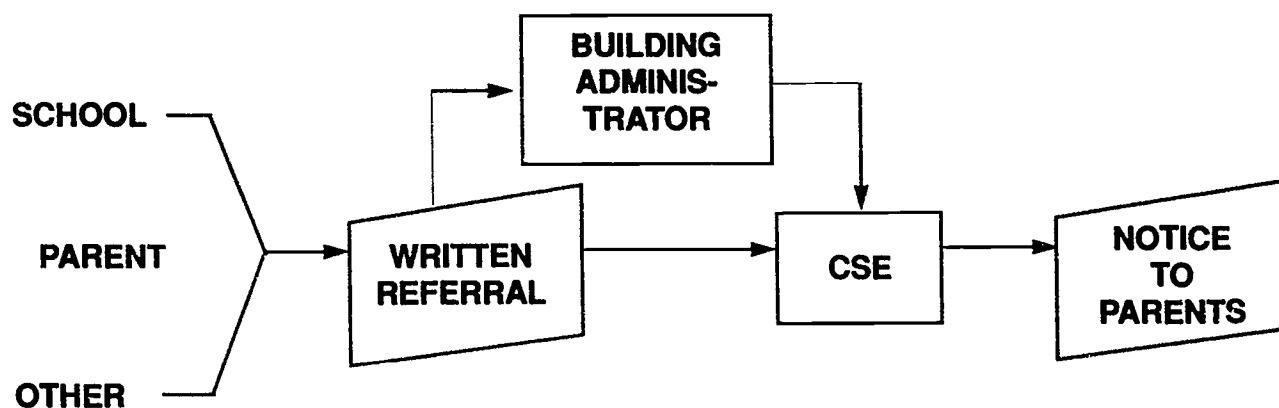 BUILDING
ADMINIS-
TRATOR
SCHOOL
PARENT
OTHER
WRITTEN
REFERRAL
CSE
NOTICE
TO
PARENTS